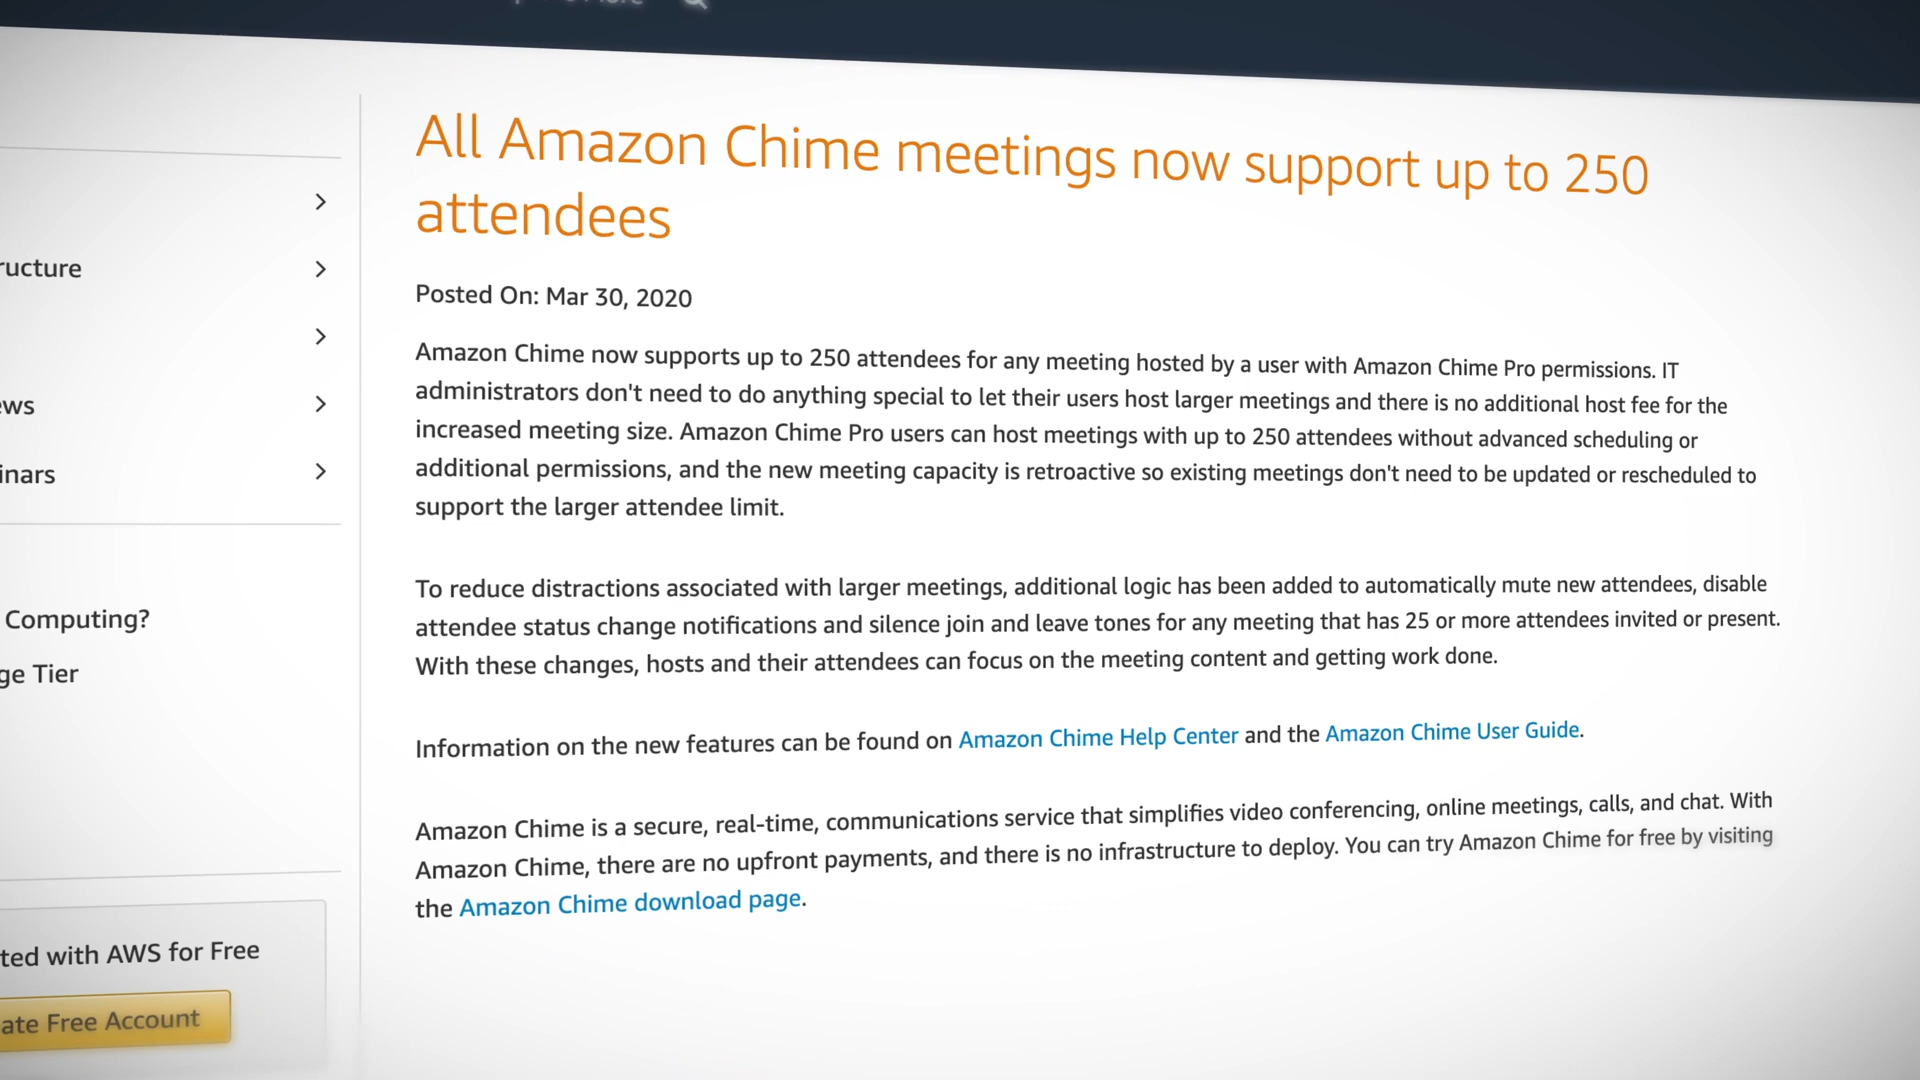 All Amazon Chime meetings now support up to 250
attendees
Posted On: Mar 30, 2020
Amazon Chime now supports up to 250 attendees for any meeting hosted by a user with Amazon Chime Pro permissions. IT
administrators don't need to do anything special to let their users host larger meetings and there is no additional host fee for the
increased meeting size. Amazon Chime Pro users can host meetings with up to 250 attendees without advanced scheduling or
additional permissions, and the new meeting capacity is retroactive so existing meetings don't need to be updated or rescheduled to
support the larger attendee limit.
To reduce distractions associated with larger meetings, additional logic has been added to automatically mute new attendees, disable
attendee status change notifications and silence join and leave tones for any meeting that has 25 or more attendees invited or present.
With these changes, hosts and their attendees can focus on the meeting content and getting work done.
Information on the new features can be found on Amazon Chime Help Center and the Amazon Chime User Guide.
Amazon Chime is a secure, real-time, communications service that simplifies video conferencing, online meetings, calls, and chat. With
Amazon Chime, there are no upfront payments, and there is no infrastructure to deploy. You can try Amazon Chime for free by visiting
the Amazon Chime download page.
ructure
ews
inars
Computing?
ge Tier
ted with AWS for Free
ate Free Account